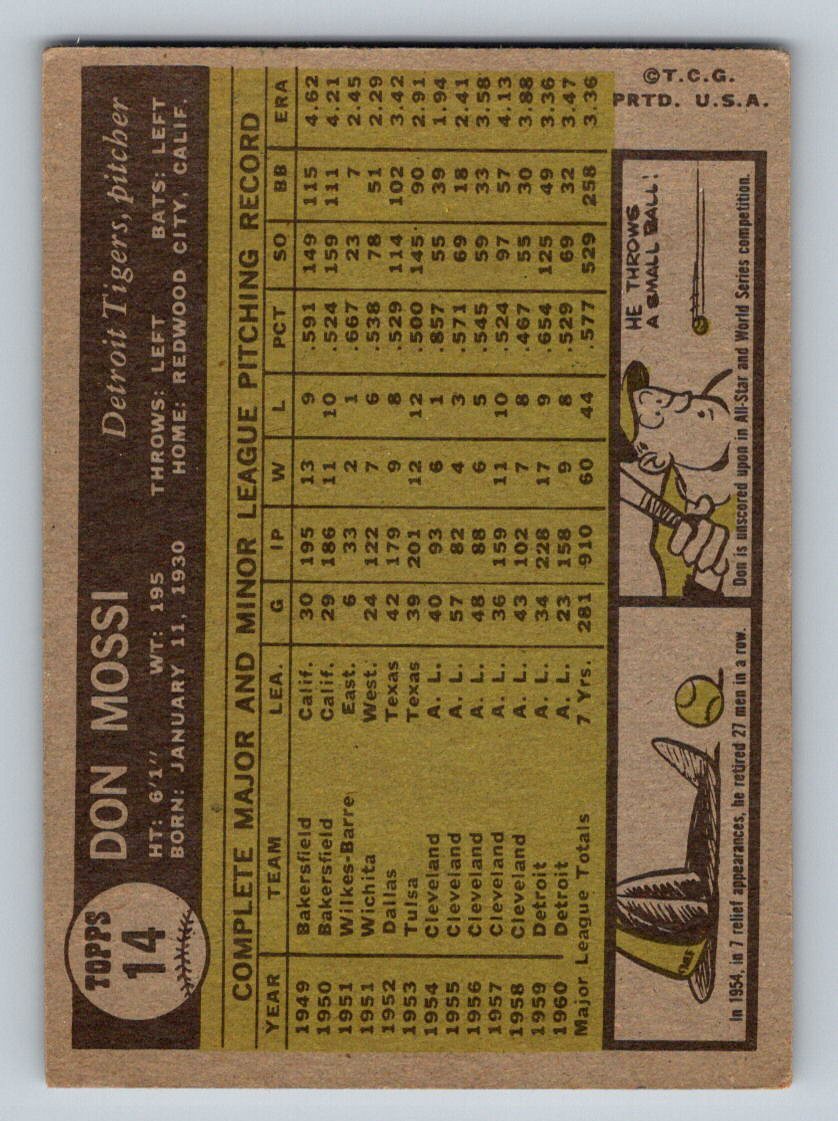 TOPPS
14
DON MOSSI Detroit Tigers, pitcher
HT: 6'1" WT: 195 THROWS: LEFT BATS: LEFT
BORN: JANUARY 11, 1930 HOME: REDWOOD CITY, CALIF.
COMPLETE MAJOR AND MINOR LEAGUE PITCHING RECORD
YEAR TEAM LEA. G IP W L PCT SO BB ERA
1949 Bakersfield Calif. 30 195 13 9 .591 149 115 4.62
1950 Bakersfield Calif. 29 186 11 10 .524 159 111 4.21
1951 Wilkes-Barre East. 6 33 2 1 .667 23 7 2.45
1951 Wichita West. 24 122 7 6 .538 78 51 2.29
1952 Dallas Texas 42 179 9 8 .529 114 102 3.42
1953 Tulsa Texas 39 201 12 12 .500 145 90 2.91
1954 Cleveland A. L. 40 93 6 1 .857 55 39 1.94
1955 Cleveland A. L. 57 82 4 3 .571 69 18 2.41
1956 Cleveland A. L. 48 88 6 5 .545 59 33 3.58
1957 Cleveland A. L. 36 159 11 10 .524 97 57 4.13
1958 Cleveland A. L. 43 102 7 8 .467 55 30 3.88
1959 Detroit A. L. 34 228 17 9 .654 125 49 3.36
1960 Detroit A. L. 23 158 9 8 .529 69 32 3.47
Major League Totals 7 Yrs. 281 910 60 44 .577 529 258 3.36
In 1954, in 7 relief appearances, he retired 27 men in a row.
HE THROWS
A SMALL BALL!
Don is unscored upon in All-Star and World Series competition.
©T.C.G.
PRTD. U.S.A.